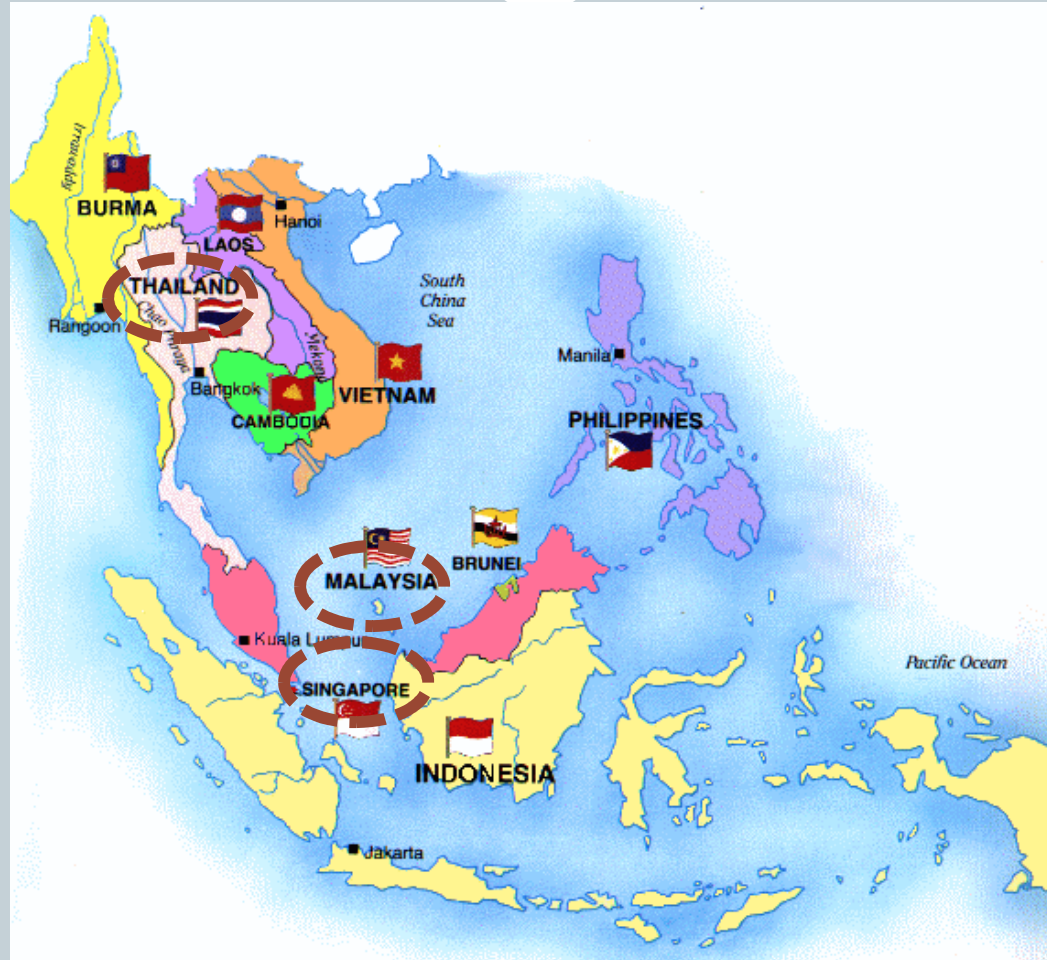 Irrawaddy
BURMA
Hanoi
LAOS
THAILAND
South
China
Sea
Rangoon
Chao Phraya
Mekong
Manila
Bangkok
VIETNAM
CAMBODIA
PHILIPPINES
BRUNEI
MALAYSIA
Kuala Lumpur
Pacific Ocean
SINGAPORE
INDONESIA
Jakarta